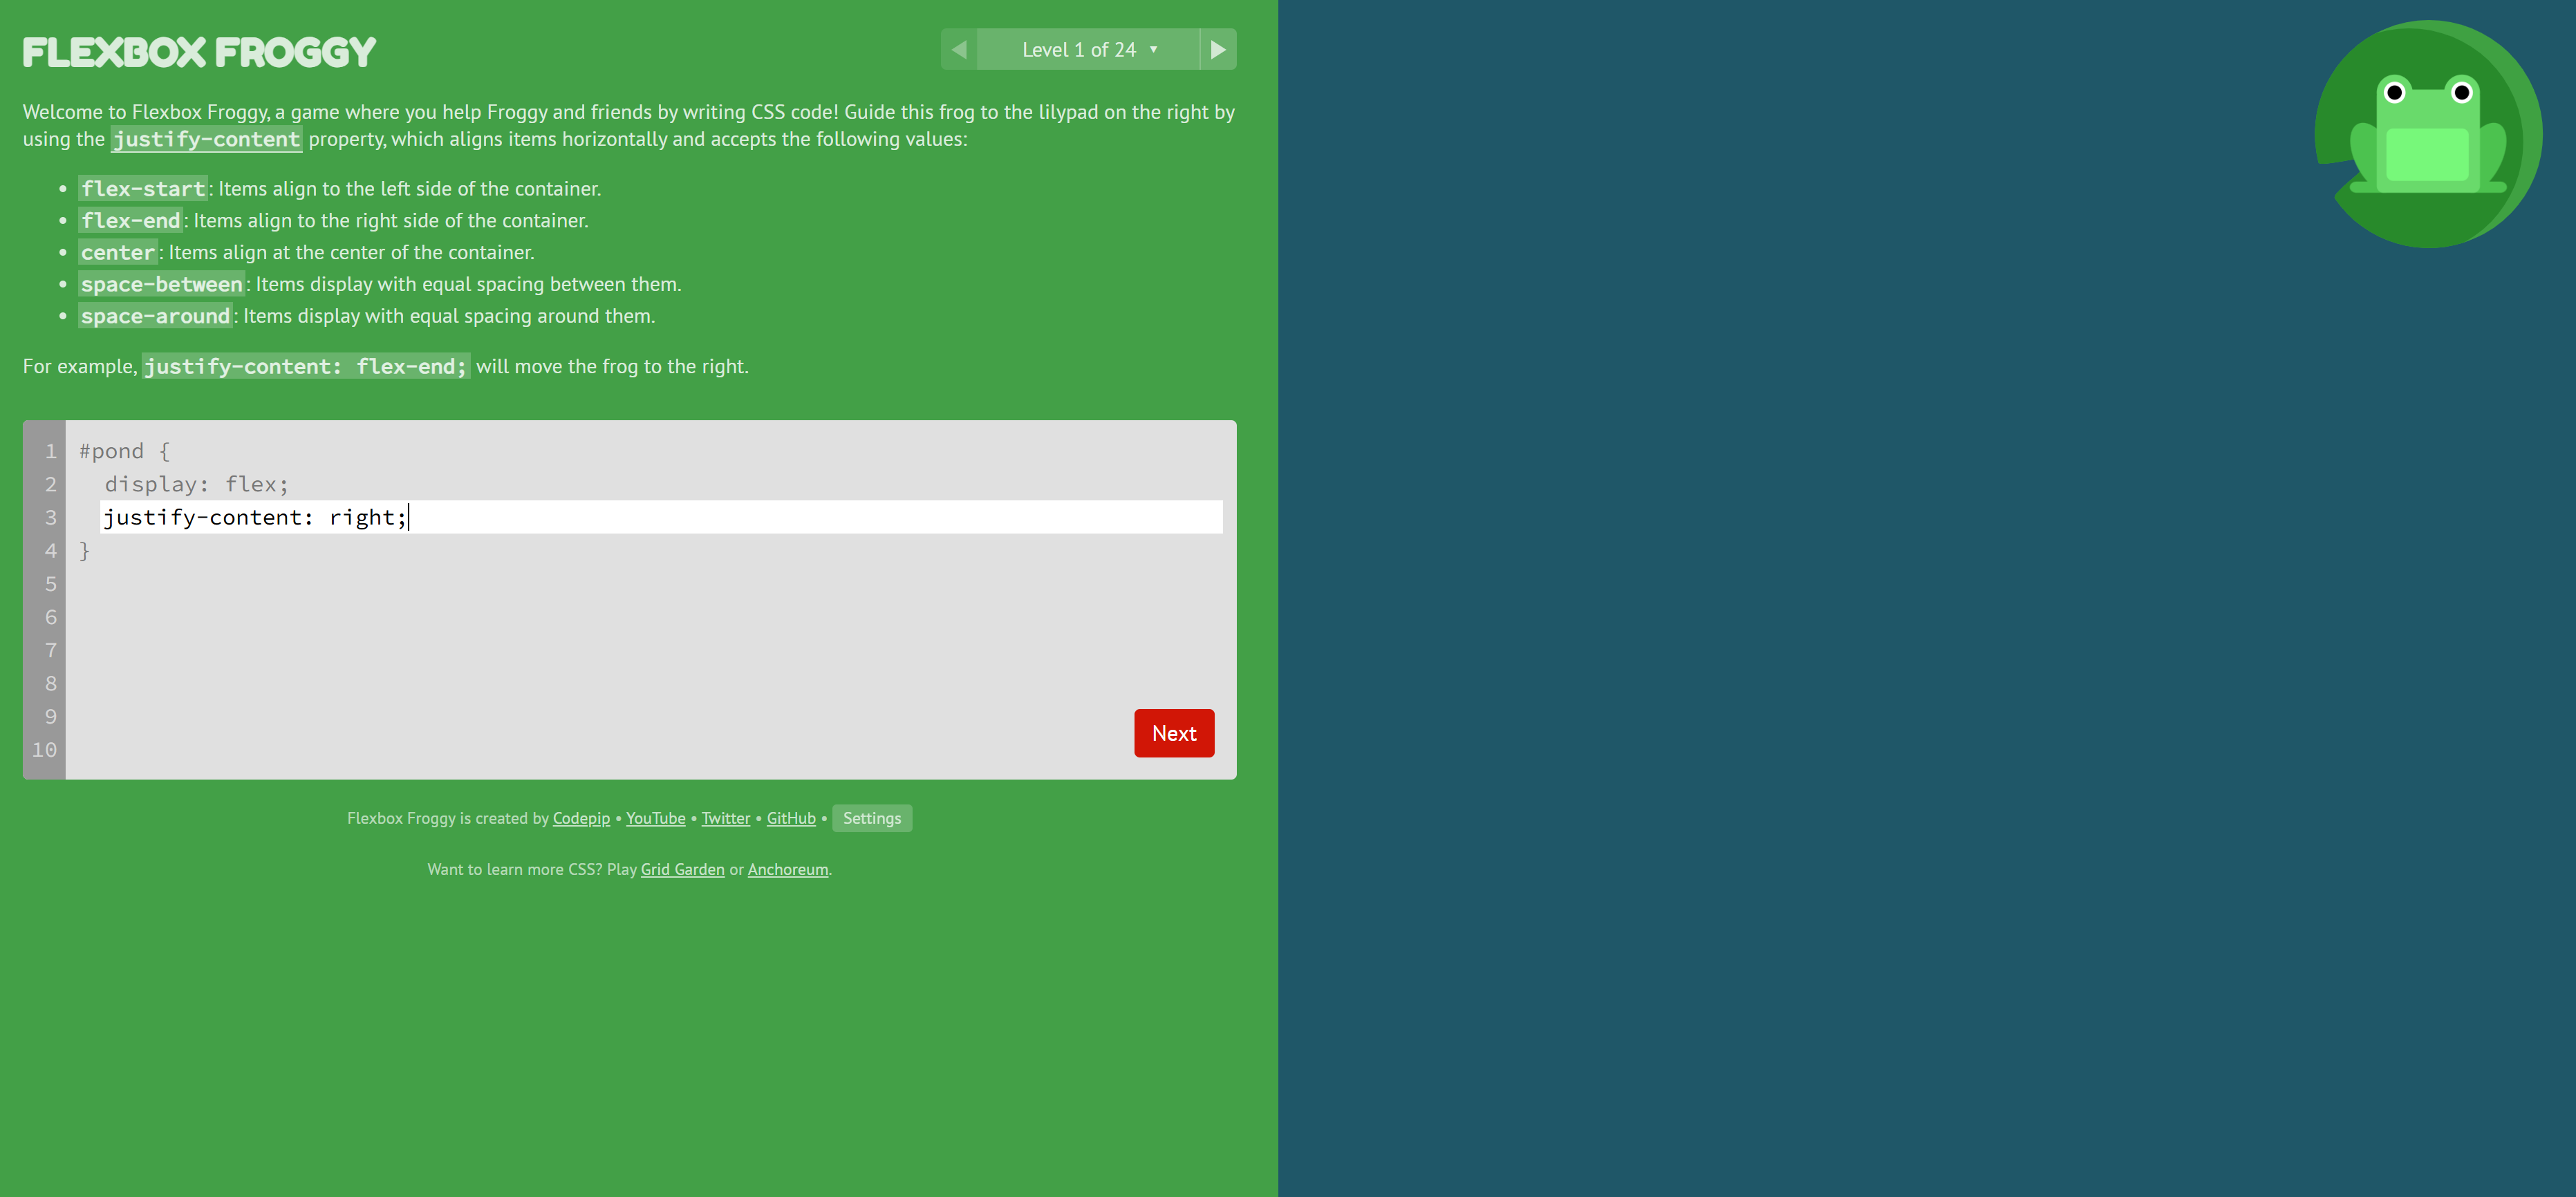 FLEXBOX FROGGY
Level 1 of 24 ▼
Welcome to Flexbox Froggy, a game where you help Froggy and friends by writing CSS code! Guide this frog to the lilypad on the right by
using the justify-content property, which aligns items horizontally and accepts the following values:
• flex-start: Items align to the left side of the container.
• flex-end: Items align to the right side of the container.
• center: Items align at the center of the container.
• space-between: Items display with equal spacing between them.
• space-around: Items display with equal spacing around them.
For example, justify-content: flex-end; will move the frog to the right.
1 #pond {
2 display: flex;
3 justify-content: right;
4 }
5
6
7
8
9
10
Next
Flexbox Froggy is created by Codepip • YouTube • Twitter • GitHub • Settings
Want to learn more CSS? Play Grid Garden or Anchoreum.